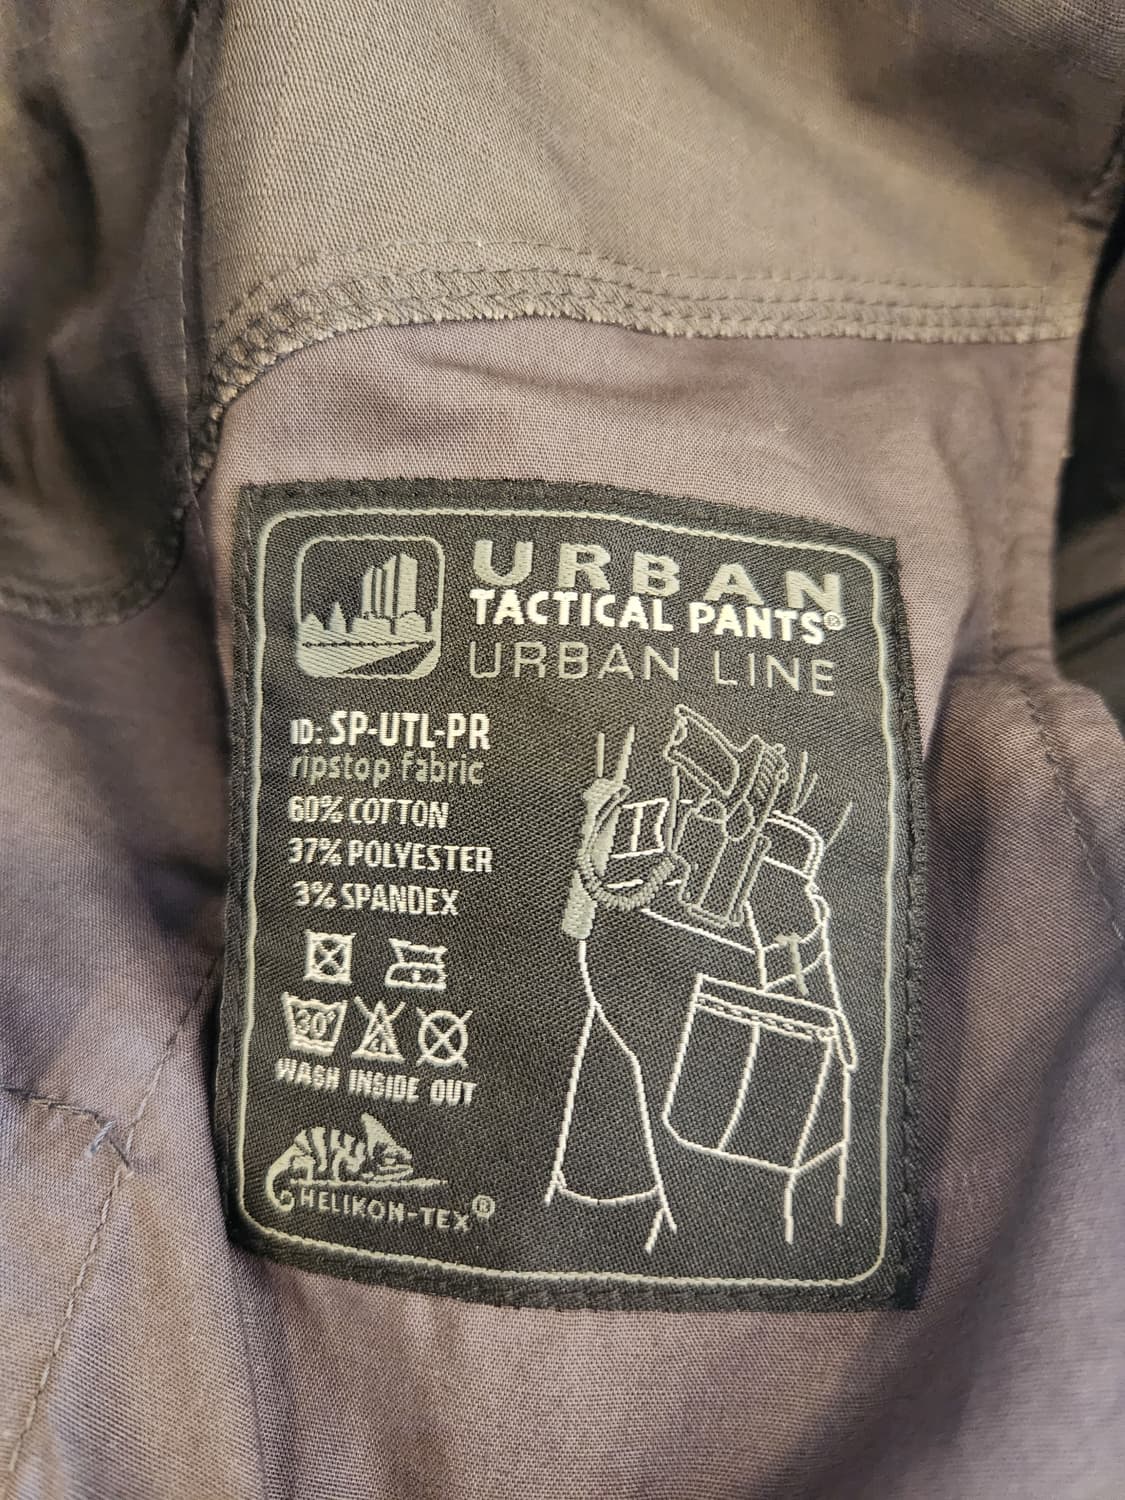 URBAN
TACTICAL PANTS®
URBAN LINE
ID: SP-UTL-PR
ripstop fabric
60% COTTON
37% POLYESTER
3% SPANDEX
30°
WASH INSIDE OUT
HELIKON-TEX®